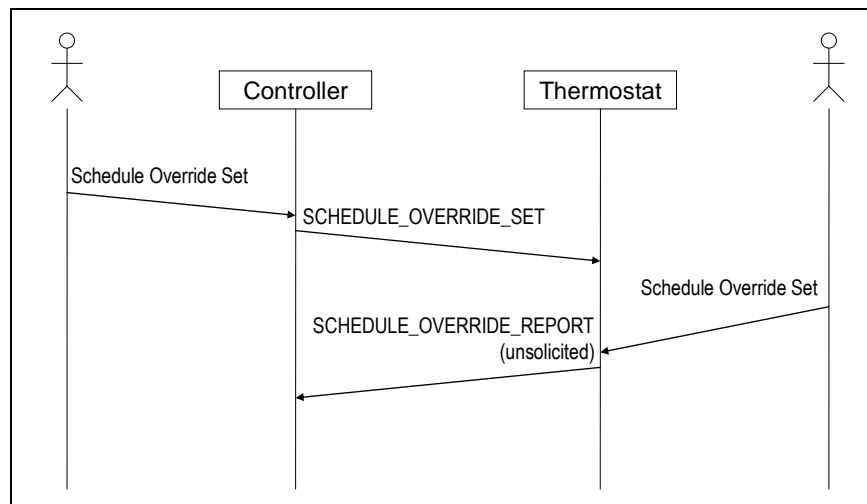 Controller
Thermostat
Schedule Override Set
SCHEDULE_OVERRIDE_SET
Schedule Override Set
SCHEDULE_OVERRIDE_REPORT
(unsolicited)